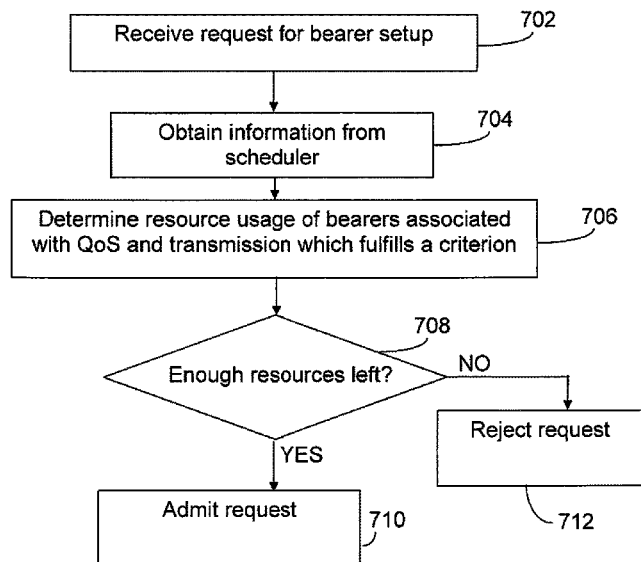 Receive request for bearer setup
702
Obtain information from
scheduler
704
Determine resource usage of bearers associated
with QoS and transmission which fulfills a criterion
706
708
Enough resources left?
NO
YES
Reject request
712
Admit request
710